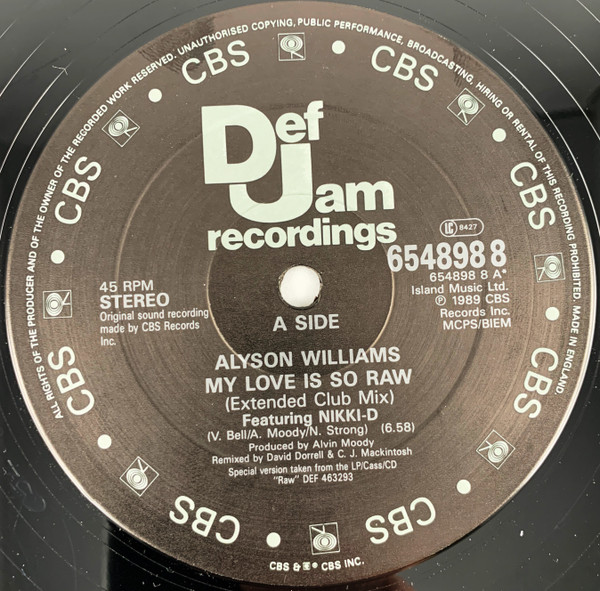 ALL RIGHTS OF THE PRODUCER AND OF THE OWNER OF THE RECORDED WORK RESERVED. UNAUTHORISED COPYING, PUBLIC PERFORMANCE, BROADCASTING, HIRING OR RENTAL OF THIS RECORDING PROHIBITED. MADE IN ENGLAND
CBS
CBS
CBS
CBS
CBS
CBS
CBS
CBS
Def
Jam
recordings
LC 8427
654898 8
654898 8 A*
Island Music Ltd.
℗ 1989 CBS
Records Inc.
MCPS/BIEM
45 RPM
STEREO
Original sound recording
made by CBS Records
Inc.
A SIDE
ALYSON WILLIAMS
MY LOVE IS SO RAW
(Extended Club Mix)
Featuring NIKKI-D
(V. Bell/A. Moody/N. Strong) (6.58)
Produced by Alvin Moody
Remixed by David Dorrell & C. J. Mackintosh
Special version taken from the LP/Cass/CD
"Raw" DEF 463293
CBS & ® CBS INC.